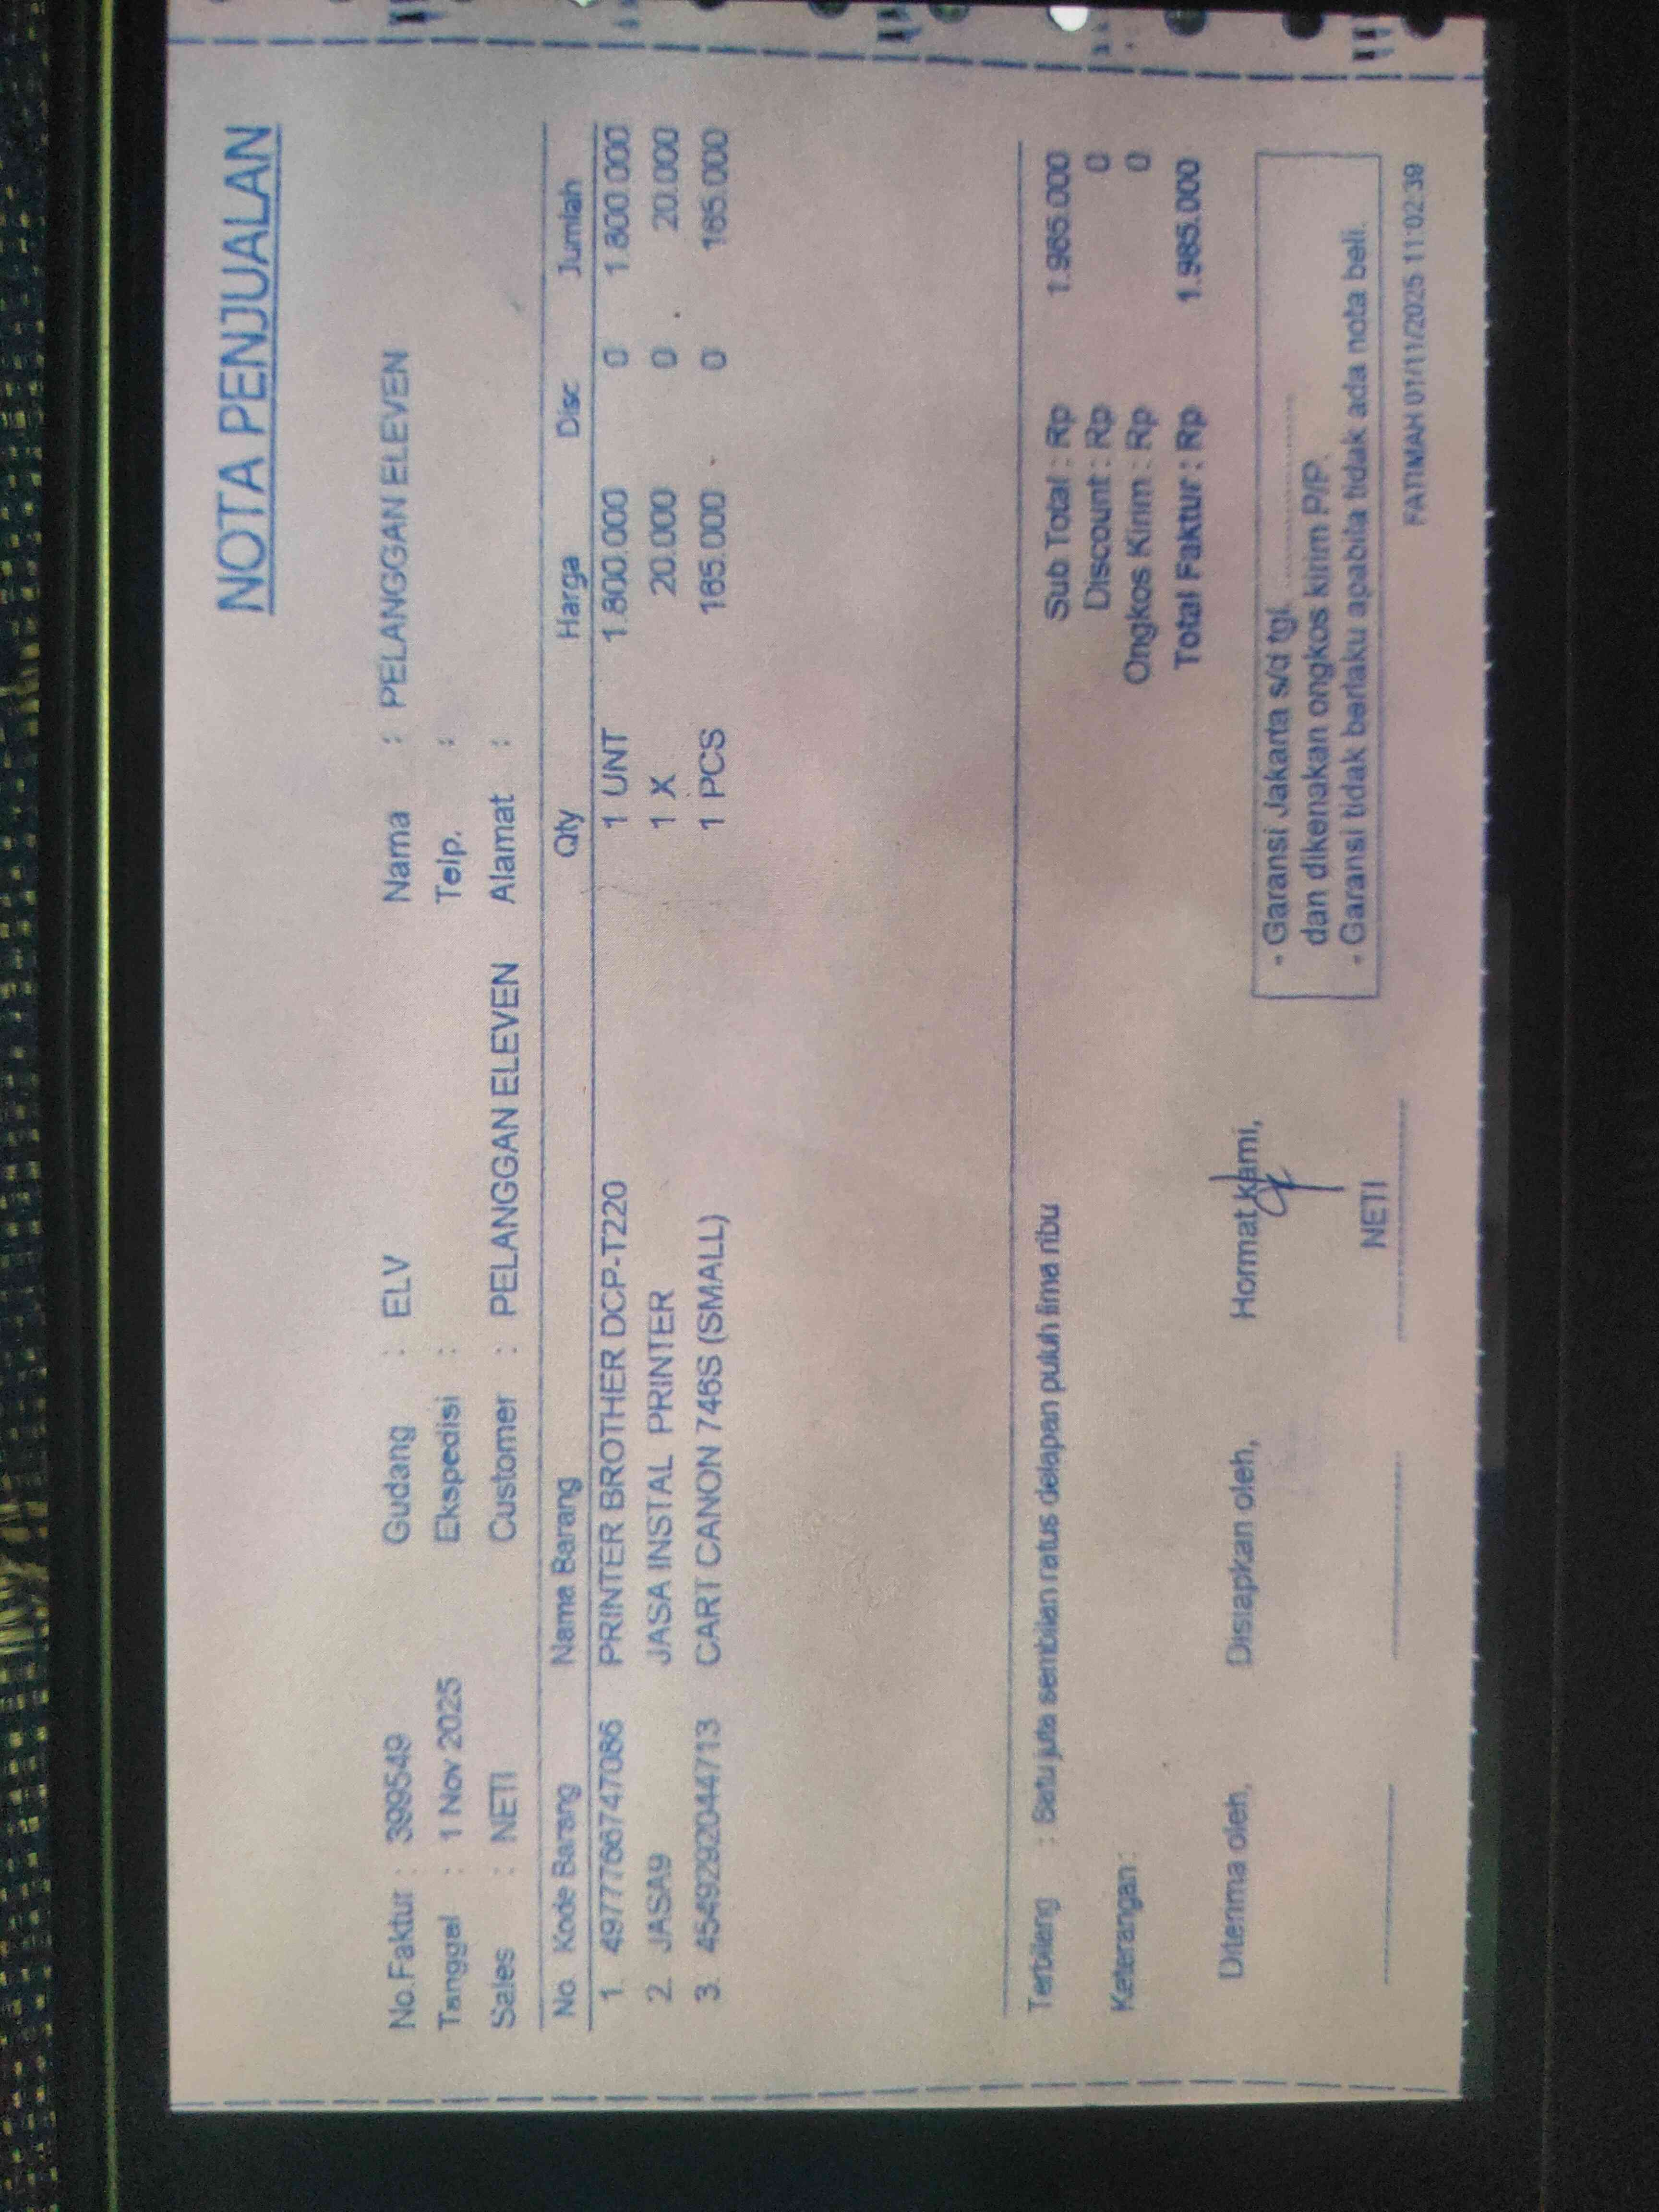 NOTA PENJUALAN
No.Faktur : 399549 Gudang : ELV Nama : PELANGGAN ELEVEN
Tanggal : 1 Nov 2025 Ekspedisi : Telp. :
Sales : NETI Customer : PELANGGAN ELEVEN Alamat :
No. Kode Barang Nama Barang Qty Harga Disc Jumlah
1. 4977766747066 PRINTER BROTHER DCP-T220 1 UNT 1.800.000 0 1.800.000
2. JASA9 JASA INSTAL PRINTER 1 X 20.000 0 20.000
3. 4549292044713 CART CANON 746S (SMALL) 1 PCS 165.000 0 165.000
Terbilang : Satu juta sembilan ratus delapan puluh lima ribu Sub Total : Rp 1.985.000
Discount : Rp 0
Keterangan : Ongkos Kirim : Rp 0
Total Faktur : Rp 1.985.000
Diterima oleh, Disiapkan oleh, Hormat kami,
- Garansi Jakarta s/d tgl. ....................
dan dikenakan ongkos kirim P/P.
- Garansi tidak berlaku apabila tidak ada nota beli.
NETI
FATIMAH 01/11/2025 11:02:39